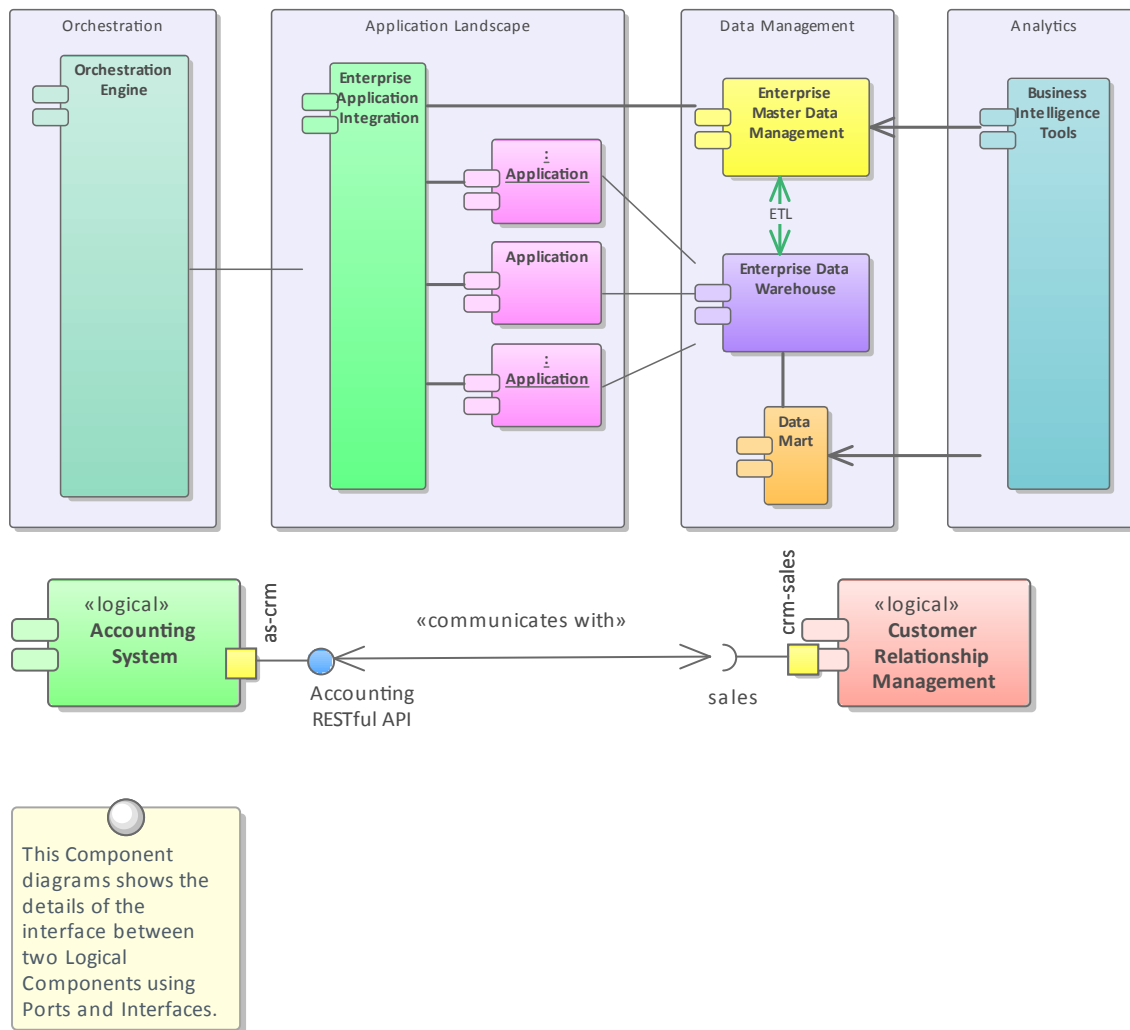 Orchestration
Application Landscape
Data Management
Analytics
Orchestration
Engine
Enterprise
Application
Integration
Enterprise
Master Data
Management
Business
Intelligence
Tools
:
Application
ETL
Application
Enterprise Data
Warehouse
:
Application
Data
Mart
«logical»
Accounting
System
as-crm
«communicates with»
crm-sales
«logical»
Customer
Relationship
Management
Accounting
RESTful API
sales
This Component
diagrams shows the
details of the
interface between
two Logical
Components using
Ports and Interfaces.